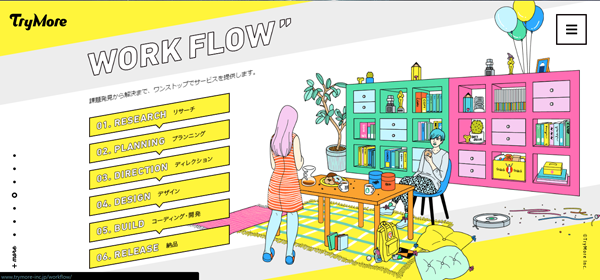 TryMore
WORK FLOW
課題発見から解決まで、ワンストップでサービスを提供します。
01. RESEARCH リサーチ
02. PLANNING プランニング
03. DIRECTION ディレクション
04. DESIGN デザイン
05. BUILD コーディング・開発
06. RELEASE 納品
+ more
©TryMore Inc.
www.trymore-inc.jp/workflow/